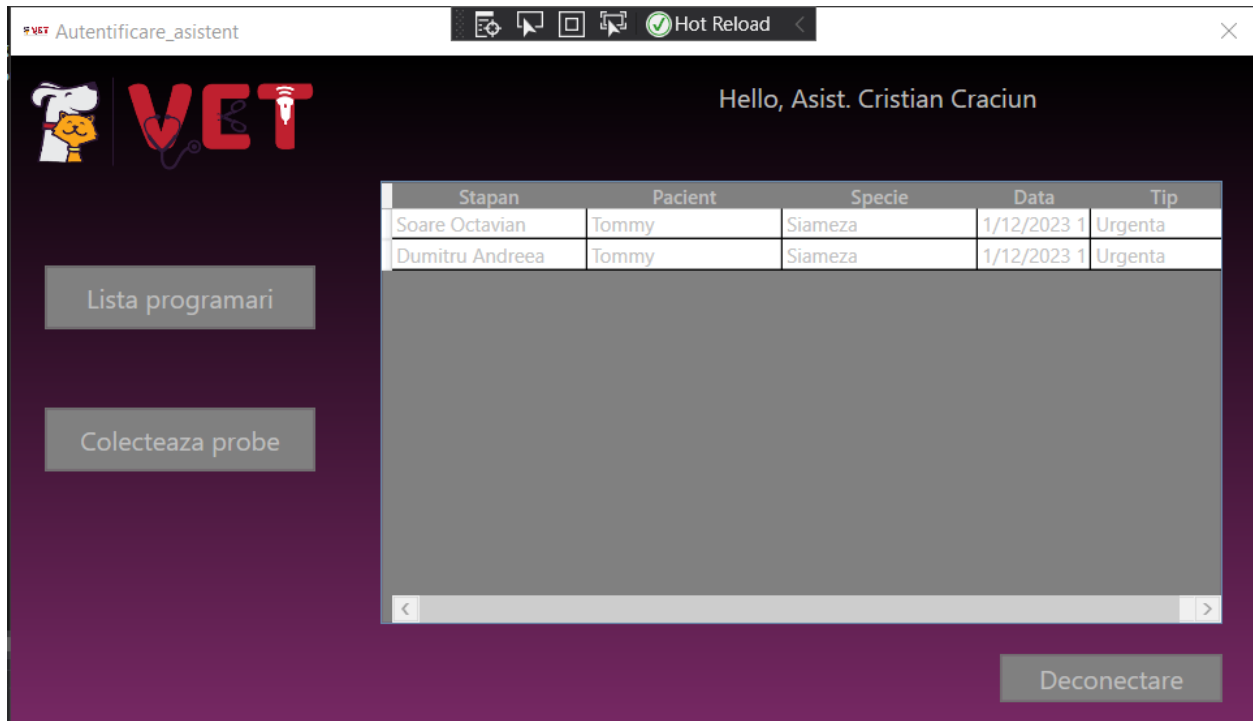 VET Autentificare_asistent
Hot Reload
VET
Hello, Asist. Cristian Craciun
Stapan Pacient Specie Data Tip
Soare Octavian Tommy Siameza 1/12/2023 1 Urgenta
Dumitru Andreea Tommy Siameza 1/12/2023 1 Urgenta
Lista programari
Colecteaza probe
Deconectare